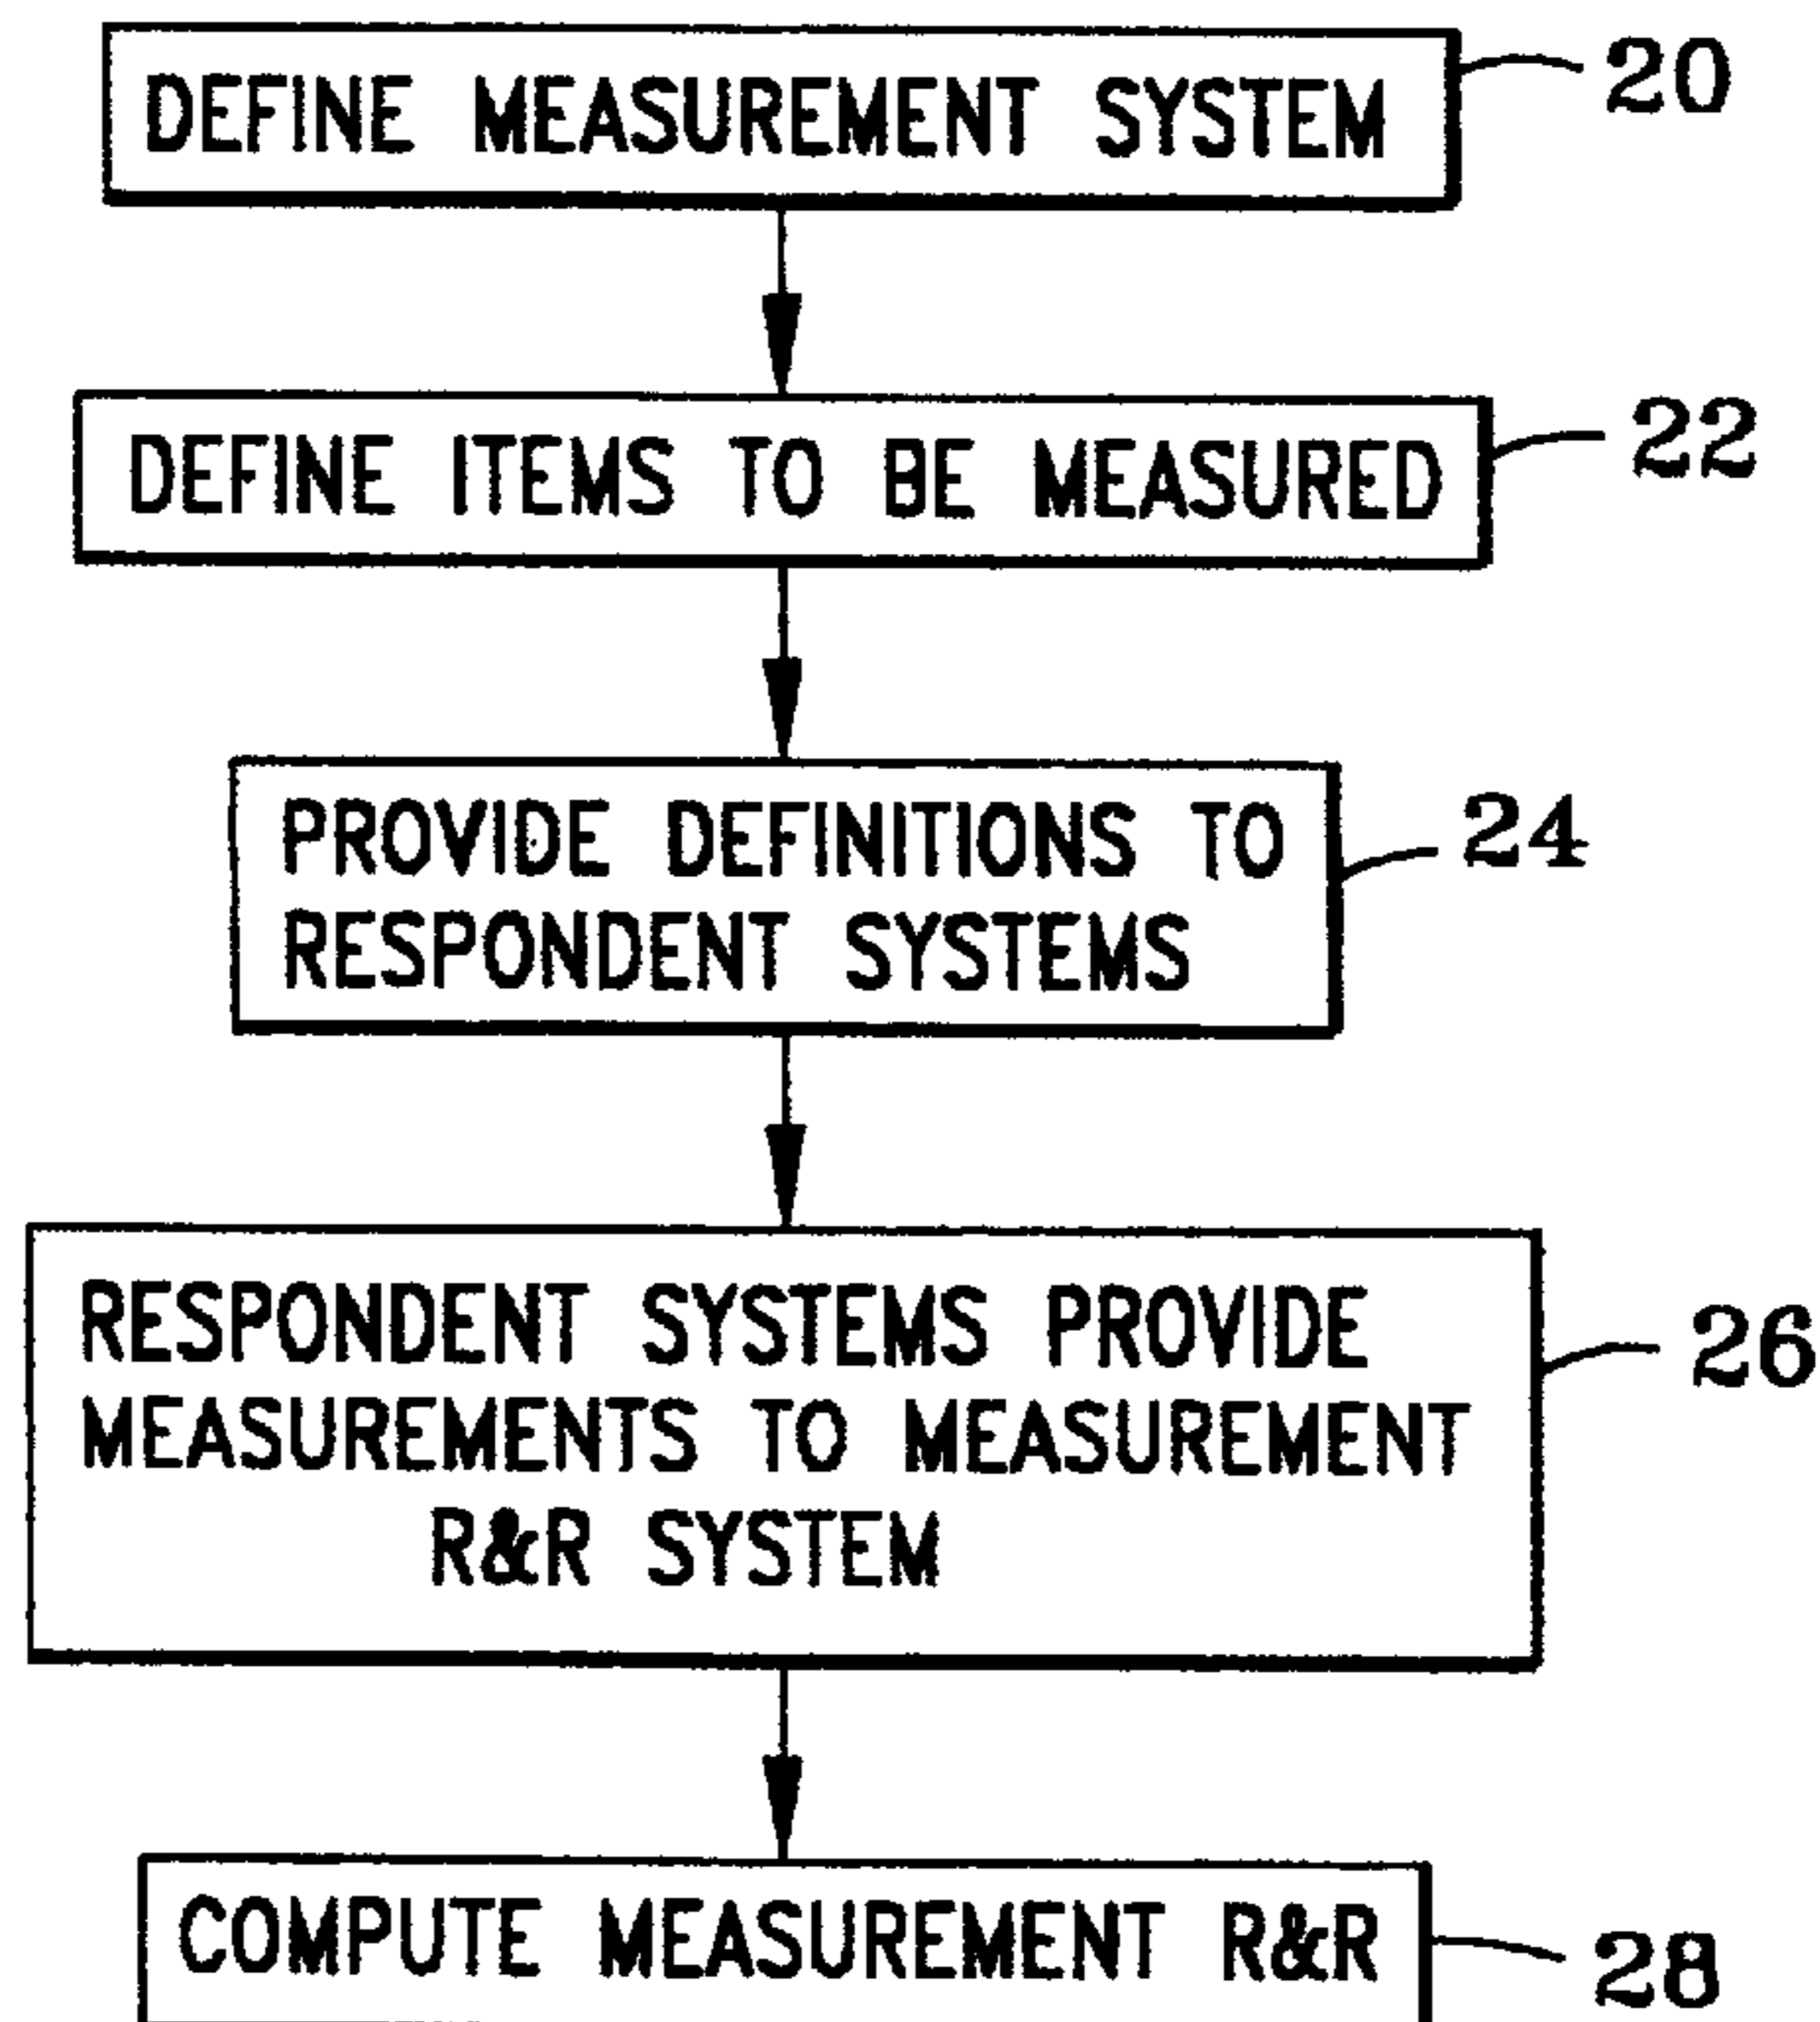 DEFINE MEASUREMENT SYSTEM
20
DEFINE ITEMS TO BE MEASURED
22
PROVIDE DEFINITIONS TO
RESPONDENT SYSTEMS
24
RESPONDENT SYSTEMS PROVIDE
MEASUREMENTS TO MEASUREMENT
R&R SYSTEM
26
COMPUTE MEASUREMENT R&R
28